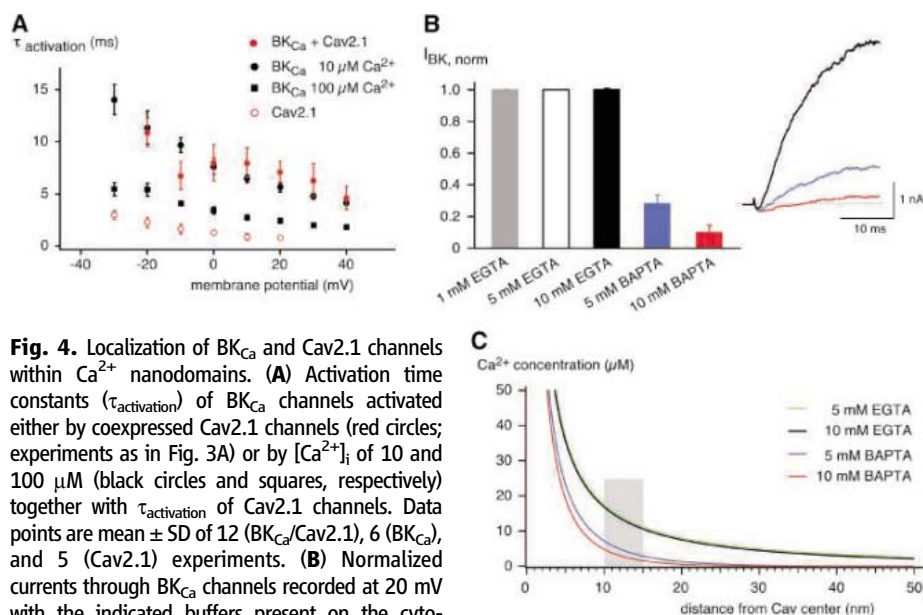 A
τ activation (ms)
BKCa + Cav2.1
BKCa 10 µM Ca2+
BKCa 100 µM Ca2+
Cav2.1
15
10
5
0
-40 -20 0 20 40
membrane potential (mV)
B
IBK, norm
1.0
0.8
0.6
0.4
0.2
0
1 mM EGTA
5 mM EGTA
10 mM EGTA
5 mM BAPTA
10 mM BAPTA
1 nA
10 ms
Fig. 4. Localization of BKCa and Cav2.1 channels
within Ca2+ nanodomains. (A) Activation time
constants (τactivation) of BKCa channels activated
either by coexpressed Cav2.1 channels (red circles;
experiments as in Fig. 3A) or by [Ca2+]i of 10 and
100 µM (black circles and squares, respectively)
together with τactivation of Cav2.1 channels. Data
points are mean ± SD of 12 (BKCa/Cav2.1), 6 (BKCa),
and 5 (Cav2.1) experiments. (B) Normalized
currents through BKCa channels recorded at 20 mV
with the indicated buffers present on the cyto-
C
Ca2+ concentration (µM)
50
40
30
20
10
0
5 mM EGTA
10 mM EGTA
5 mM BAPTA
10 mM BAPTA
0 10 20 30 40 50
distance from Cav center (nm)